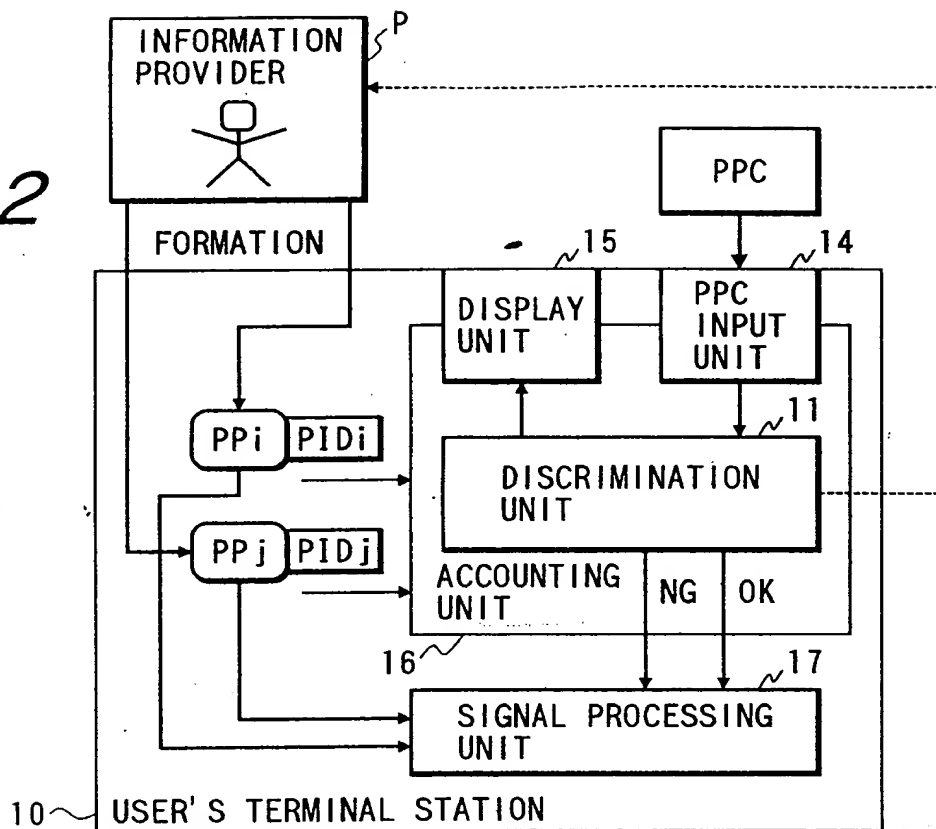 P
INFORMATION
PROVIDER
2
PPC
FORMATION
15
14
DISPLAY
UNIT
PPC
INPUT
UNIT
11
PPi
PIDi
DISCRIMINATION
UNIT
PPj
PIDj
ACCOUNTING
UNIT
NG
OK
16
17
SIGNAL PROCESSING
UNIT
10
USER'S TERMINAL STATION